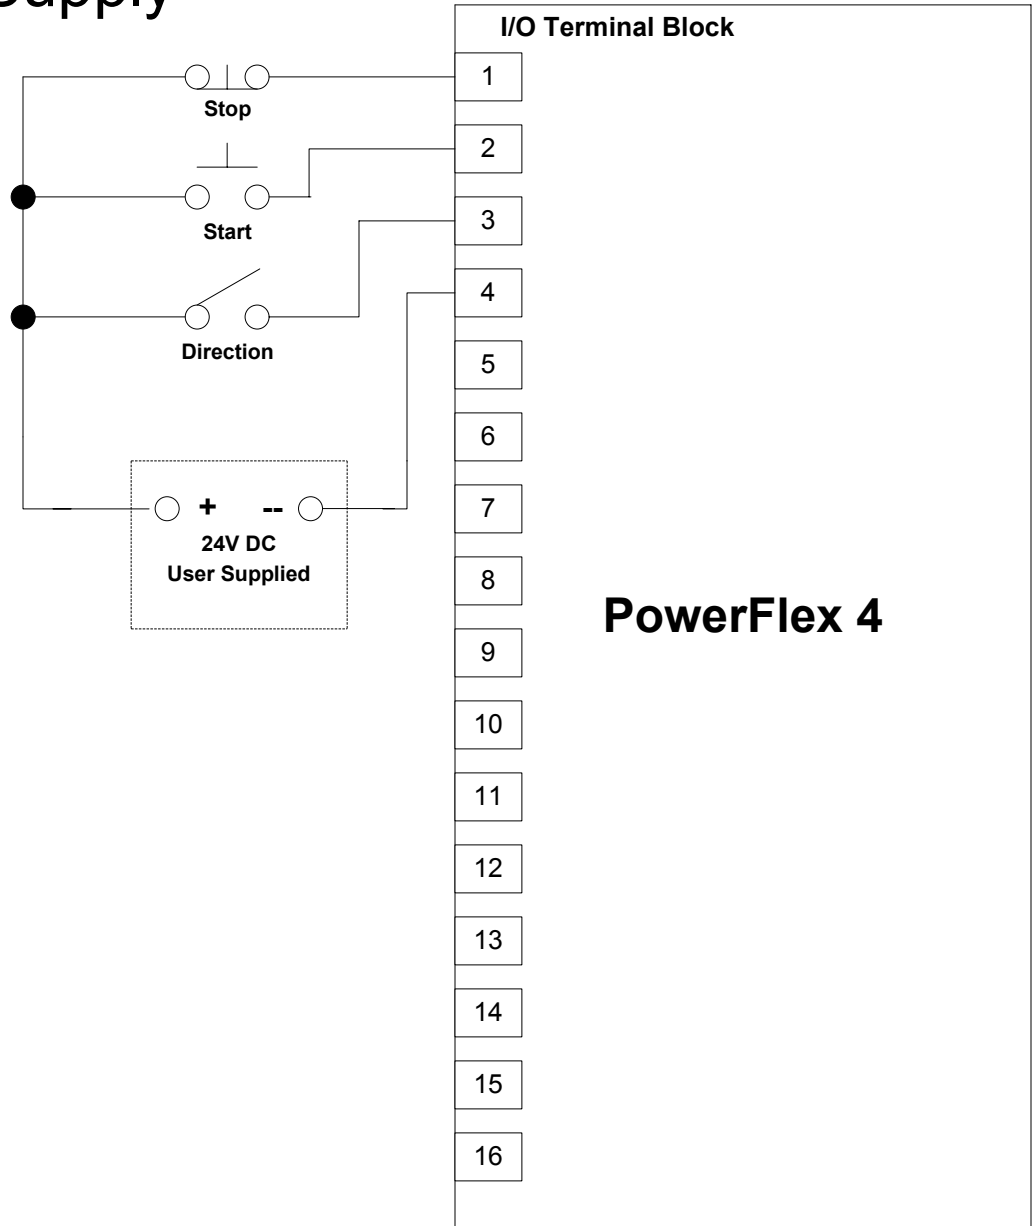 Supply
I/O Terminal Block
1
Stop
2
Start
3
4
Direction
5
6
+ --
7
24V DC
User Supplied
8
PowerFlex 4
9
10
11
12
13
14
15
16